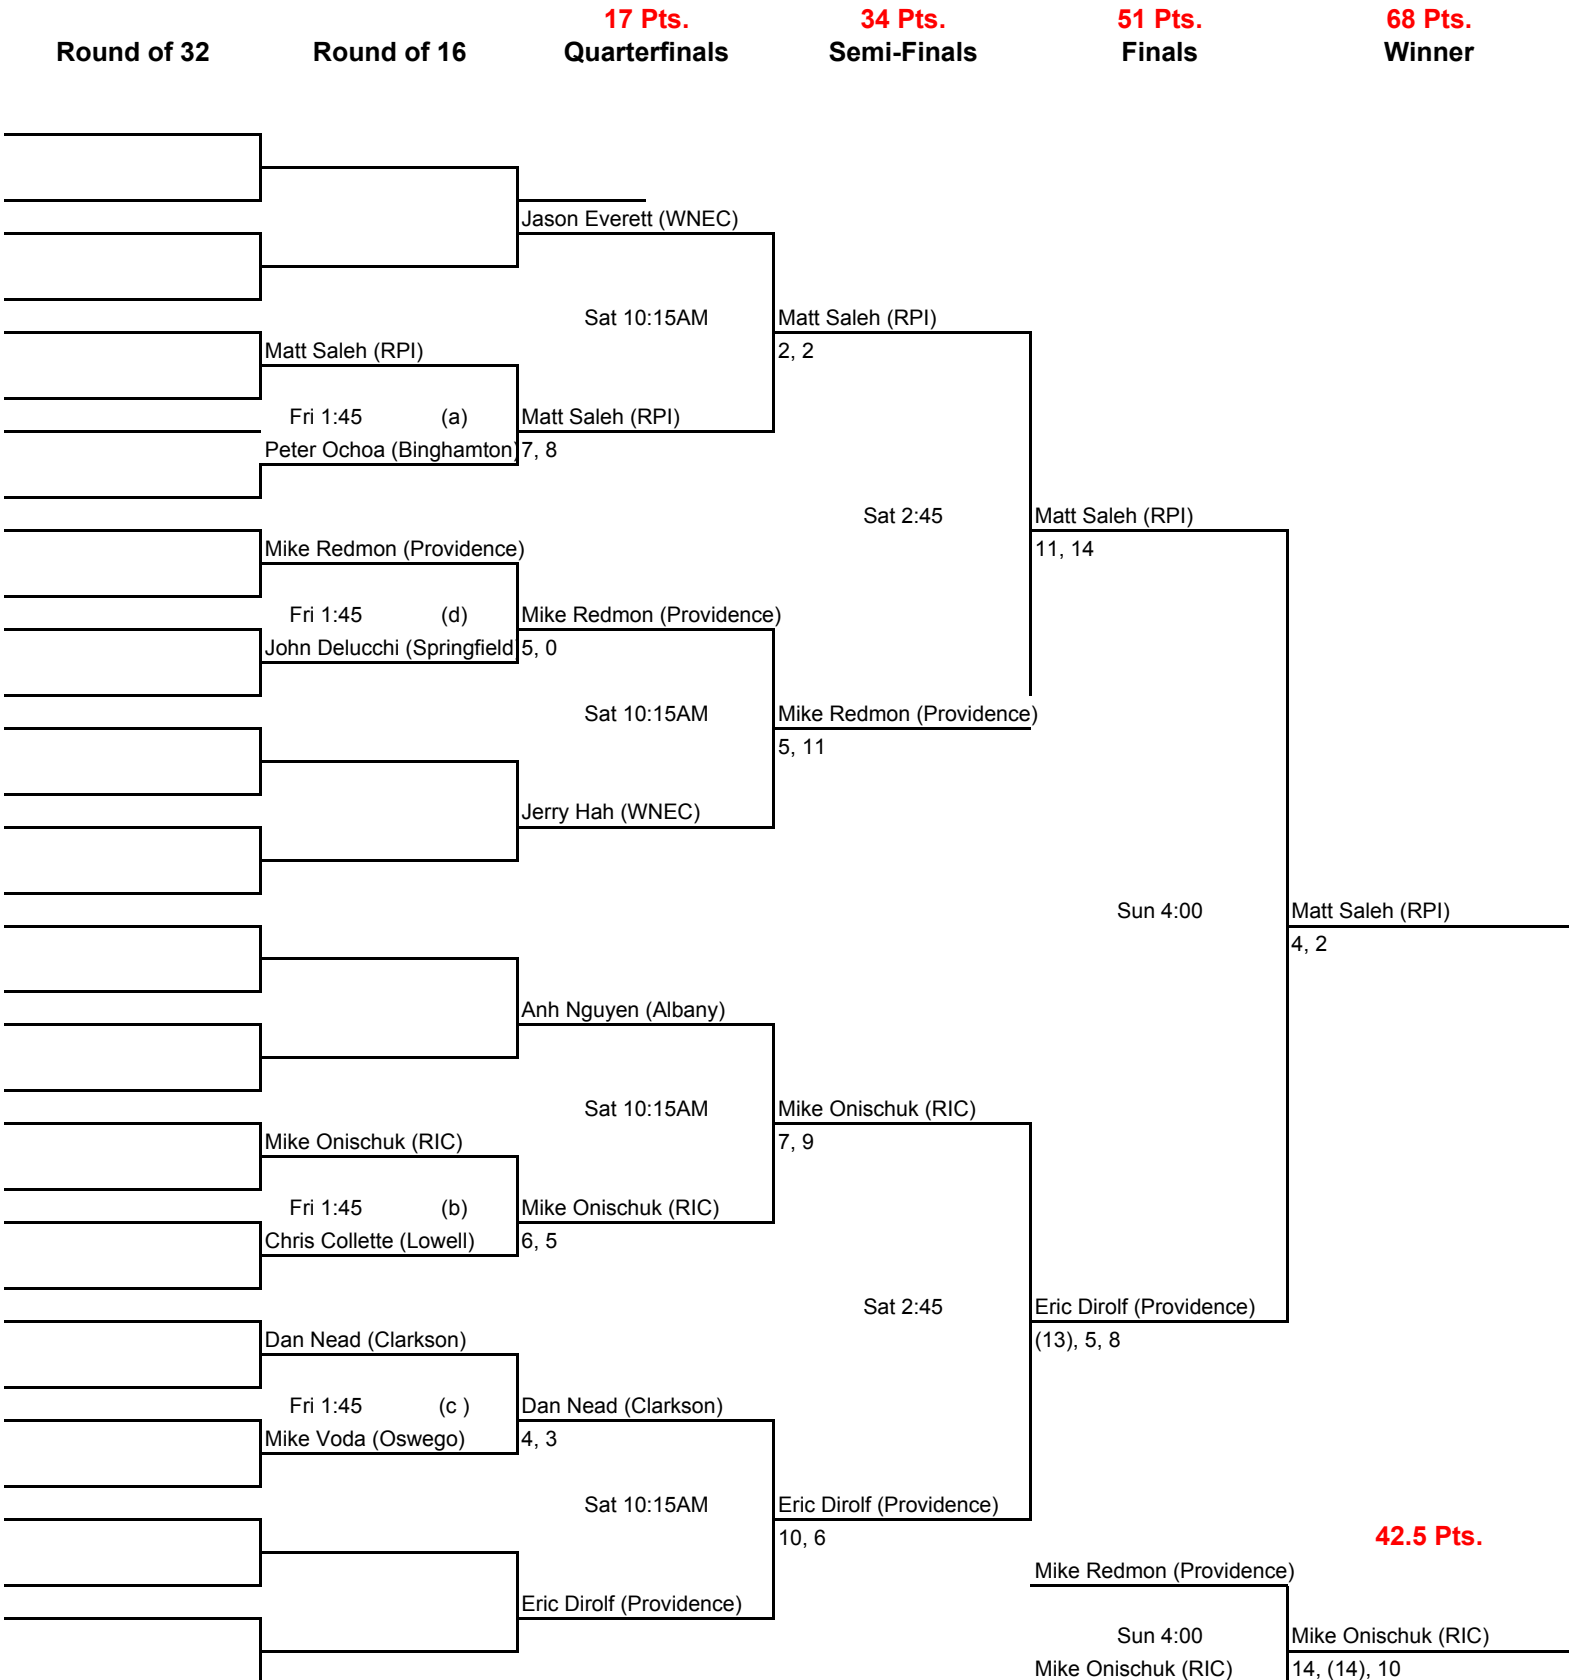 17 Pts. 34 Pts. 51 Pts. 68 Pts.
Round of 32 Round of 16 Quarterfinals Semi-Finals Finals Winner
Jason Everett (WNEC)
Sat 10:15AM Matt Saleh (RPI)
Matt Saleh (RPI) 2, 2
Fri 1:45 (a) Matt Saleh (RPI)
Peter Ochoa (Binghamton) 7, 8
Sat 2:45 Matt Saleh (RPI)
Mike Redmon (Providence) 11, 14
Fri 1:45 (d) Mike Redmon (Providence)
John Delucchi (Springfield 5, 0
Sat 10:15AM Mike Redmon (Providence)
5, 11
Jerry Hah (WNEC)
Sun 4:00 Matt Saleh (RPI)
4, 2
Anh Nguyen (Albany)
Sat 10:15AM Mike Onischuk (RIC)
Mike Onischuk (RIC) 7, 9
Fri 1:45 (b) Mike Onischuk (RIC)
Chris Collette (Lowell) 6, 5
Sat 2:45 Eric Dirolf (Providence)
Dan Nead (Clarkson) (13), 5, 8
Fri 1:45 (c ) Dan Nead (Clarkson)
Mike Voda (Oswego) 4, 3
Sat 10:15AM Eric Dirolf (Providence)
10, 6 42.5 Pts.
Mike Redmon (Providence)
Eric Dirolf (Providence)
Sun 4:00 Mike Onischuk (RIC)
Mike Onischuk (RIC) 14, (14), 10